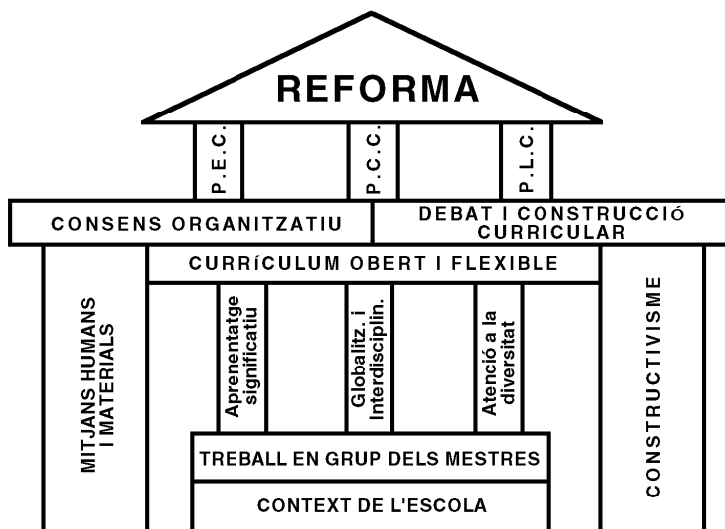 REFORMA
P.E.C.
P.C.C.
P.L.C.
CONSENS ORGANITZATIU
DEBAT I CONSTRUCCIó
CURRICULAR
CURRíCULUM OBERT I FLEXIBLE
MITJANS HUMANS
I MATERIALS
Aprenentatge
significatiu
Globalitz. i
Interdisciplin.
Atenció a la
diversitat
CONSTRUCTIVISME
TREBALL EN GRUP DELS MESTRES
CONTEXT DE L'ESCOLA